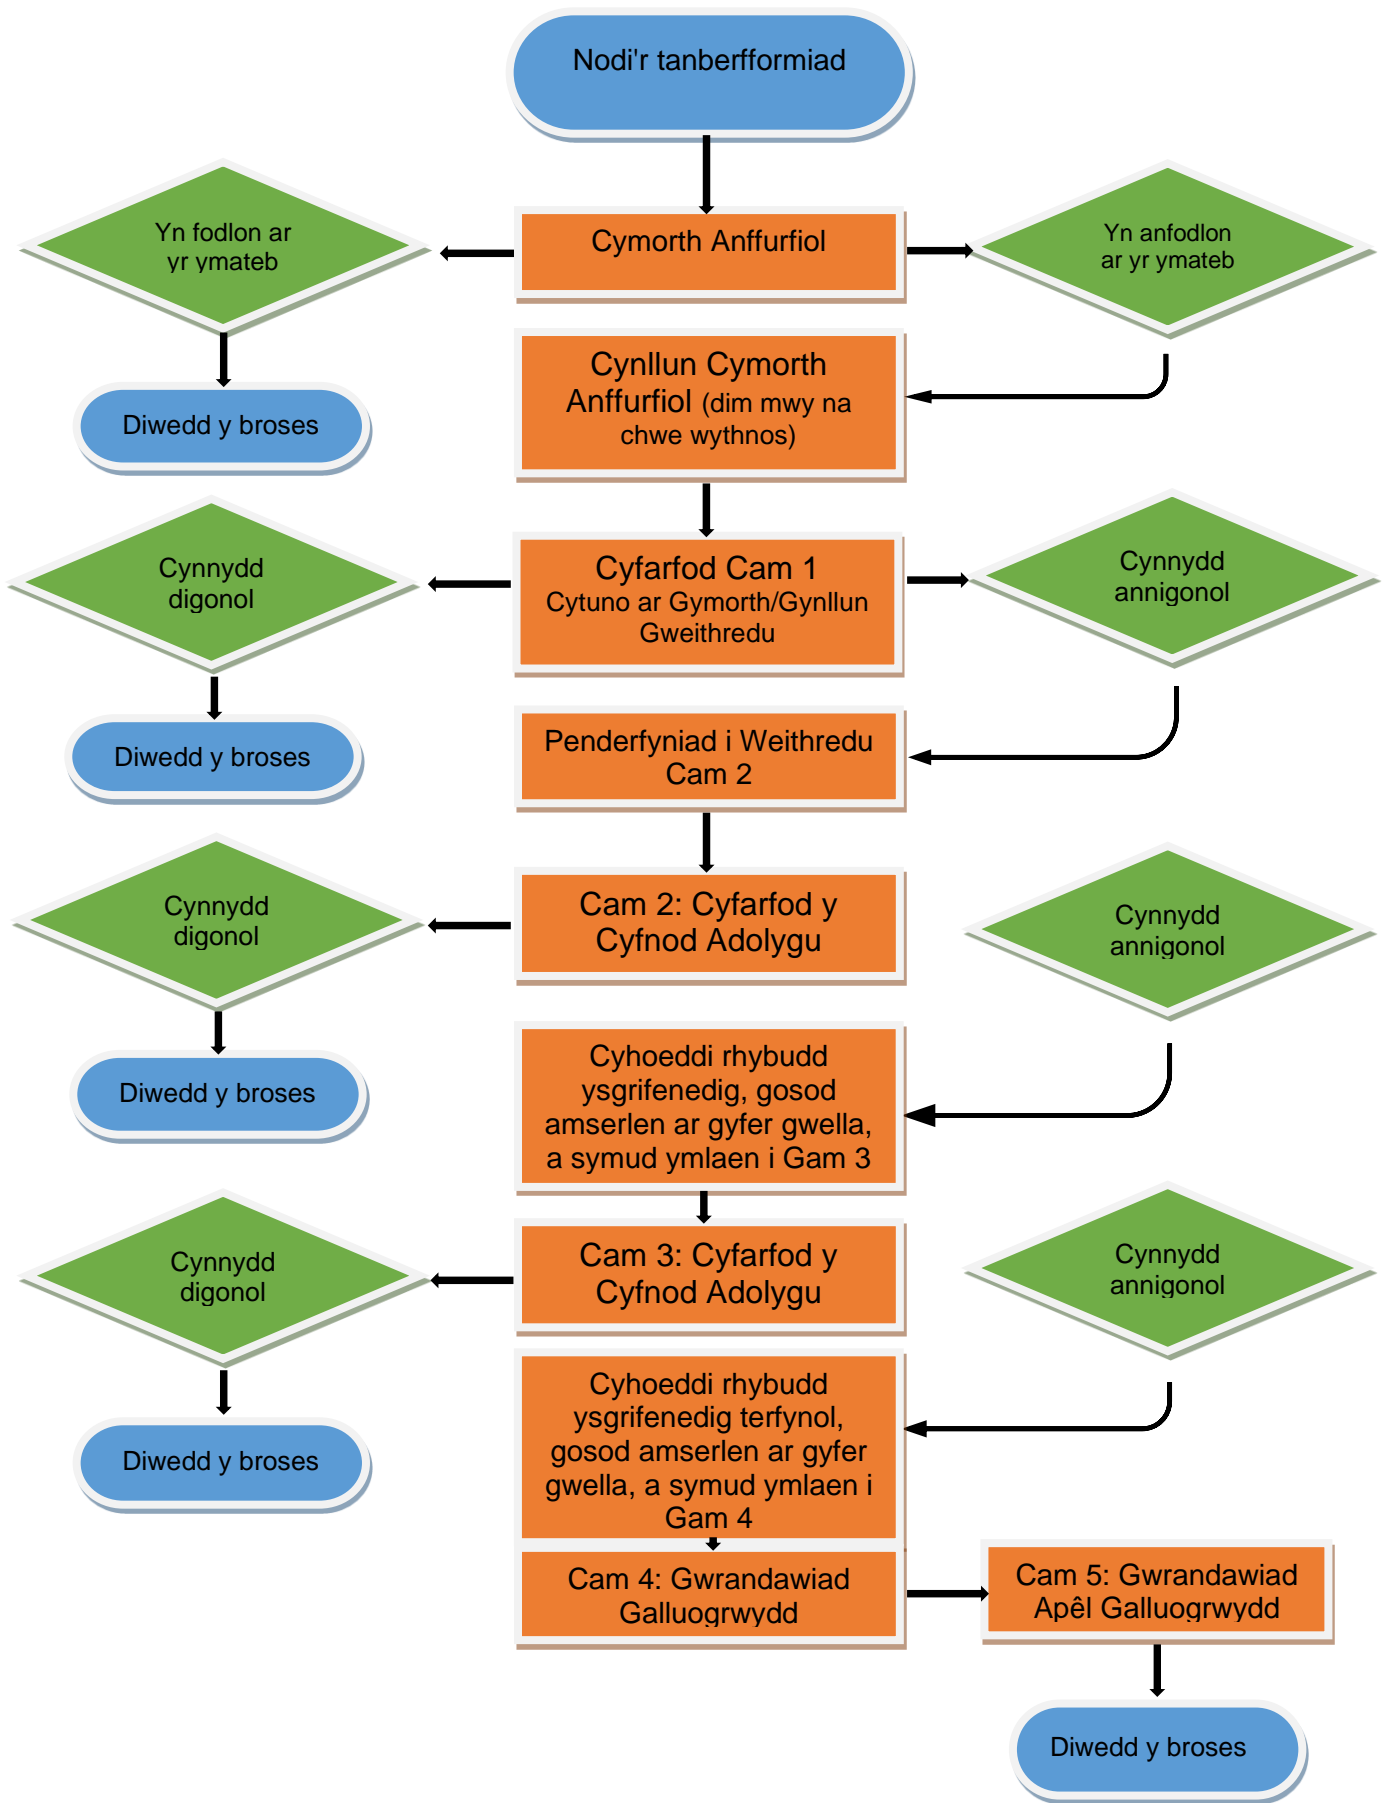 Nodi'r tanberfformiad
Yn fodlon ar
yr ymateb
Cymorth Anffurfiol
Yn anfodlon
ar yr ymateb
Diwedd y broses
Cynllun Cymorth
Anffurfiol (dim mwy na
chwe wythnos)
Cynnydd
digonol
Cyfarfod Cam 1
Cytuno ar Gymorth/Gynllun
Gweithredu
Cynnydd
annigonol
Diwedd y broses
Penderfyniad i Weithredu
Cam 2
Cynnydd
digonol
Cam 2: Cyfarfod y
Cyfnod Adolygu
Cynnydd
annigonol
Diwedd y broses
Cyhoeddi rhybudd
ysgrifenedig, gosod
amserlen ar gyfer gwella,
a symud ymlaen i Gam 3
Cynnydd
digonol
Cam 3: Cyfarfod y
Cyfnod Adolygu
Cynnydd
annigonol
Diwedd y broses
Cyhoeddi rhybudd
ysgrifenedig terfynol,
gosod amserlen ar gyfer
gwella, a symud ymlaen i
Gam 4
Cam 4: Gwrandawiad
Galluogrwydd
Cam 5: Gwrandawiad
Apêl Galluogrwydd
Diwedd y broses